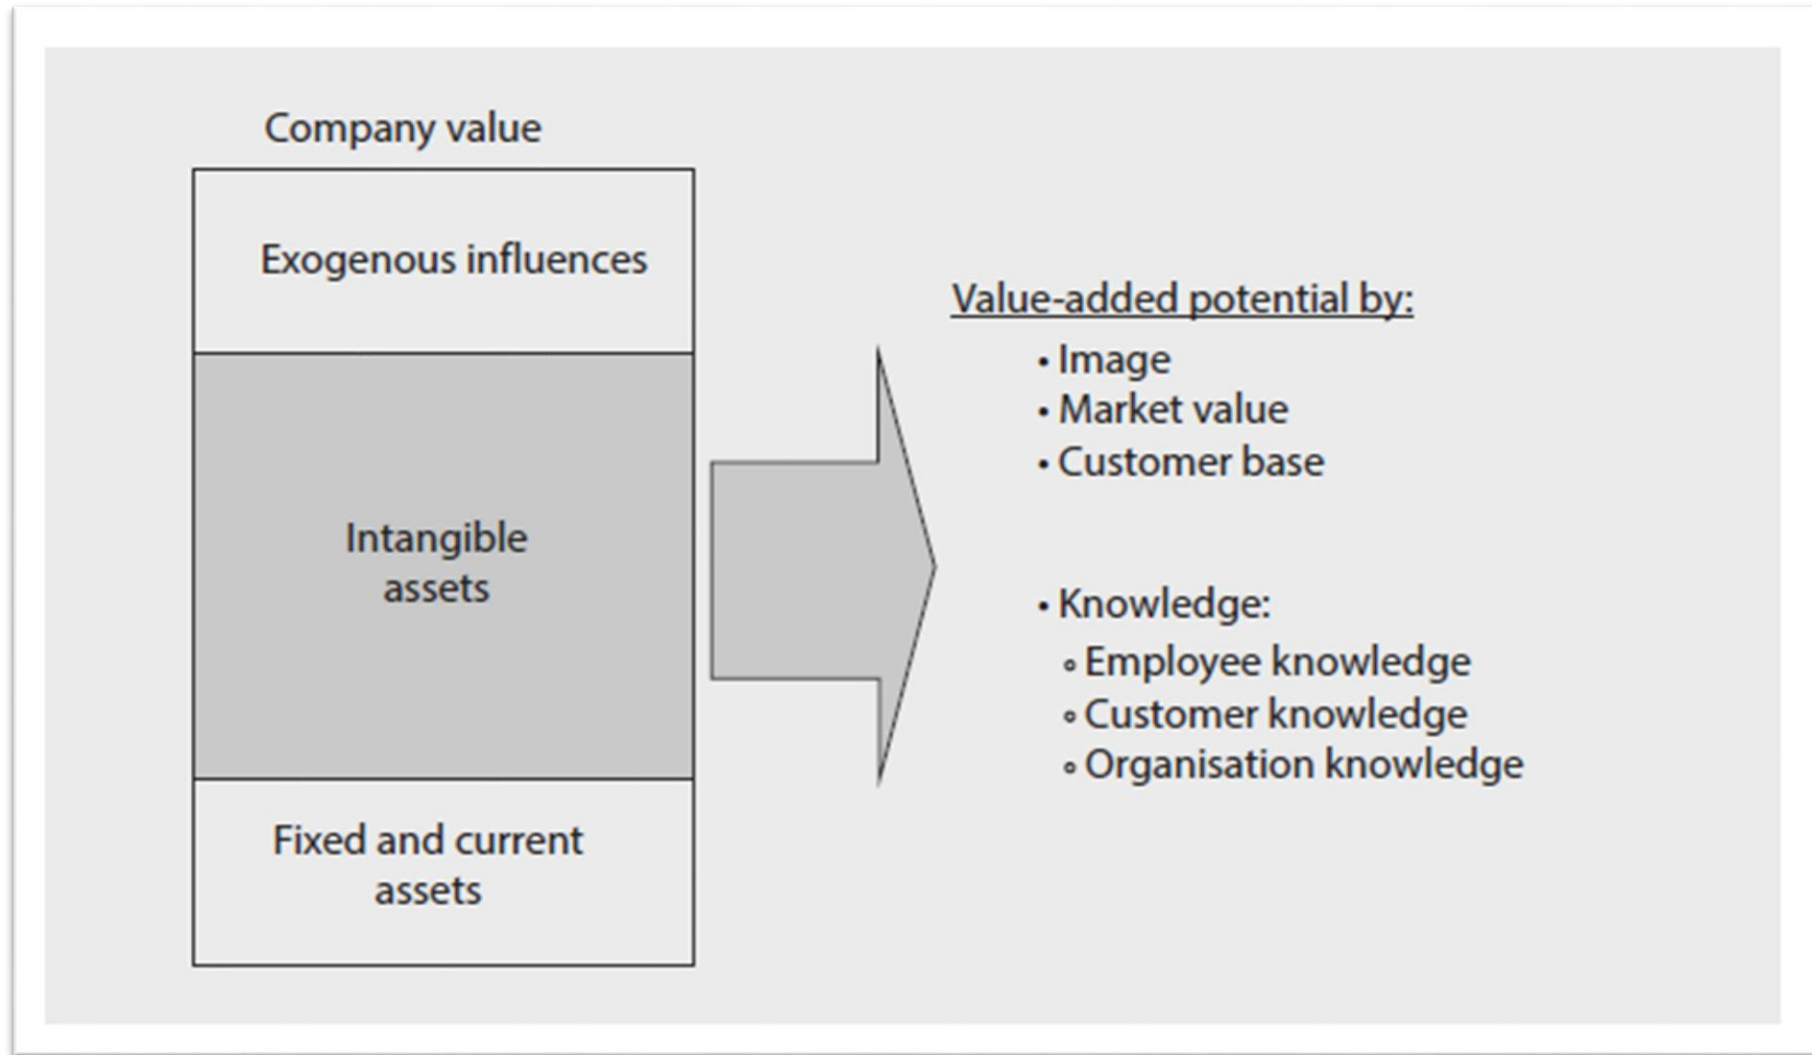 Company value
Exogenous influences
Intangible
assets
Fixed and current
assets
Value-added potential by:
• Image
• Market value
• Customer base
• Knowledge:
∘ Employee knowledge
∘ Customer knowledge
∘ Organisation knowledge